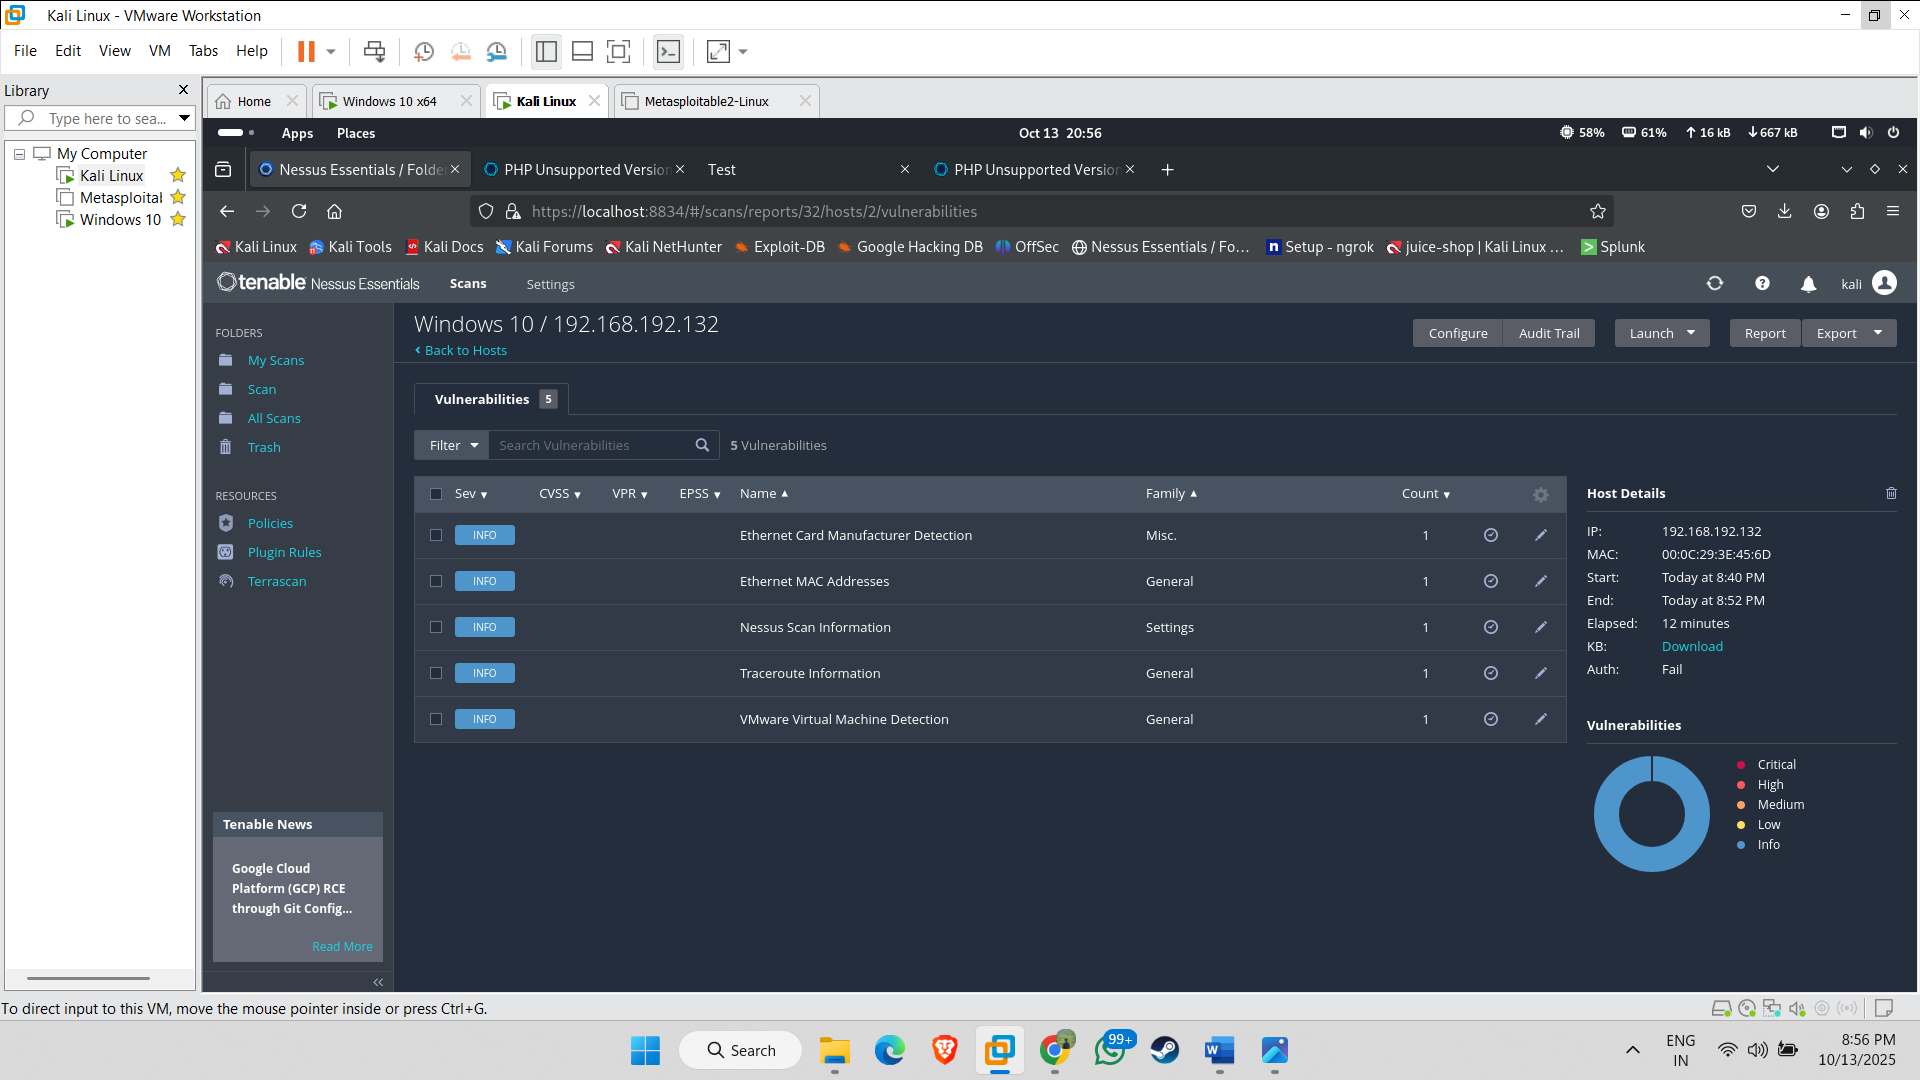 Kali Linux - VMware Workstation
File Edit View VM Tabs Help
Library
Type here to sea...
My Computer
Kali Linux
Metasploital
Windows 10
Home
Windows 10 x64
Kali Linux
Metasploitable2-Linux
Apps Places
Oct 13 20:56
58% 61% 16 kB 667 kB
Nessus Essentials / Folde
PHP Unsupported Version
Test
PHP Unsupported Version
https://localhost:8834/#/scans/reports/32/hosts/2/vulnerabilities
Kali Linux Kali Tools Kali Docs Kali Forums Kali NetHunter Exploit-DB Google Hacking DB OffSec Nessus Essentials / Fo... Setup - ngrok juice-shop | Kali Linux ... Splunk
tenable Nessus Essentials Scans Settings kali
FOLDERS
My Scans
Scan
All Scans
Trash
RESOURCES
Policies
Plugin Rules
Terrascan
Tenable News
Google Cloud
Platform (GCP) RCE
through Git Config...
Read More
Windows 10 / 192.168.192.132
Back to Hosts
Configure Audit Trail Launch Report Export
Vulnerabilities 5
Filter Search Vulnerabilities 5 Vulnerabilities
Sev CVSS VPR EPSS Name Family Count
INFO Ethernet Card Manufacturer Detection Misc. 1
INFO Ethernet MAC Addresses General 1
INFO Nessus Scan Information Settings 1
INFO Traceroute Information General 1
INFO VMware Virtual Machine Detection General 1
Host Details
IP: 192.168.192.132
MAC: 00:0C:29:3E:45:6D
Start: Today at 8:40 PM
End: Today at 8:52 PM
Elapsed: 12 minutes
KB: Download
Auth: Fail
Vulnerabilities
Critical
High
Medium
Low
Info
To direct input to this VM, move the mouse pointer inside or press Ctrl+G.
Search
99+
ENG
IN
8:56 PM
10/13/2025